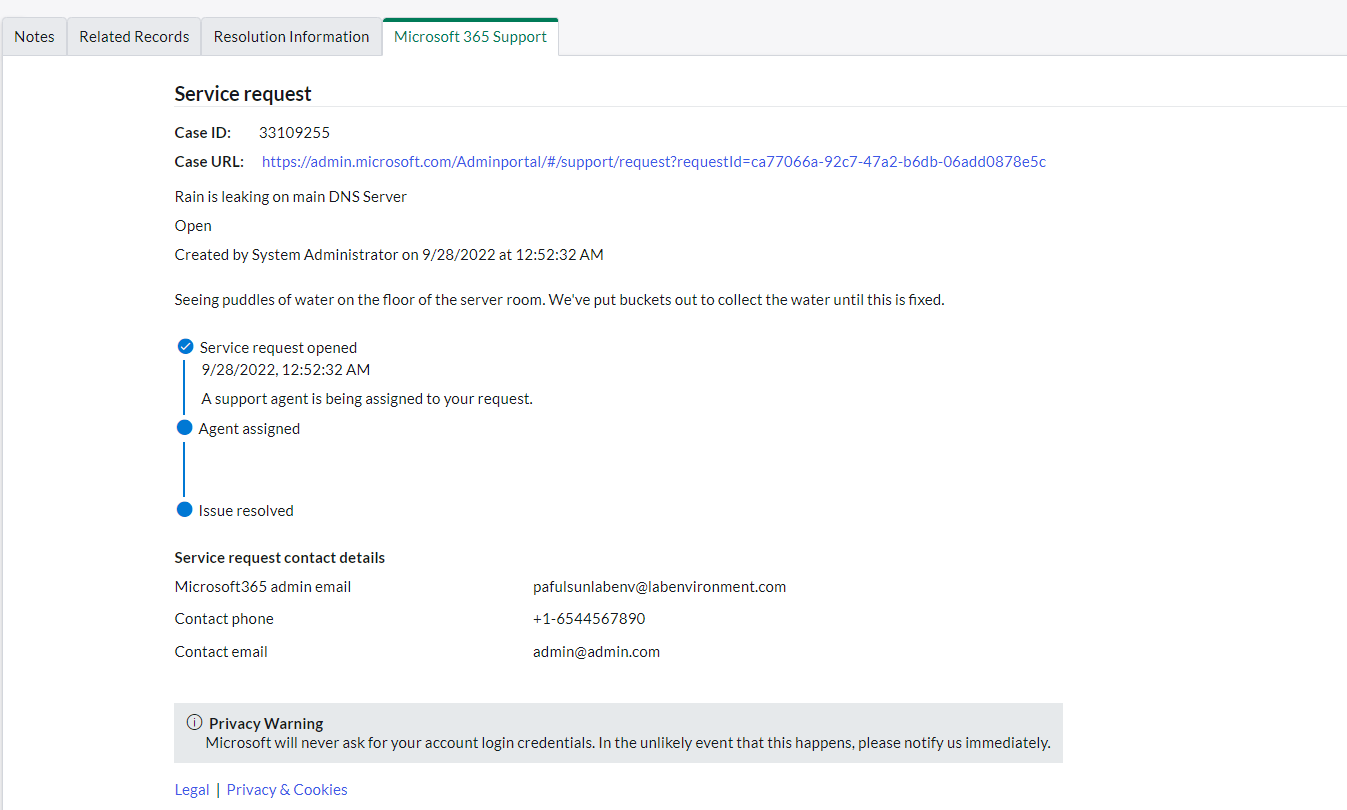 Notes
Related Records
Resolution Information
Microsoft 365 Support
Service request
Case ID: 33109255
Case URL: https://admin.microsoft.com/Adminportal/#/support/request?requestId=ca77066a-92c7-47a2-b6db-06add0878e5c
Rain is leaking on main DNS Server
Open
Created by System Administrator on 9/28/2022 at 12:52:32 AM
Seeing puddles of water on the floor of the server room. We've put buckets out to collect the water until this is fixed.
Service request opened
9/28/2022, 12:52:32 AM
A support agent is being assigned to your request.
Agent assigned
Issue resolved
Service request contact details
Microsoft365 admin email pafulsunlabenv@labenvironment.com
Contact phone +1-6544567890
Contact email admin@admin.com
Privacy Warning
Microsoft will never ask for your account login credentials. In the unlikely event that this happens, please notify us immediately.
Legal | Privacy & Cookies